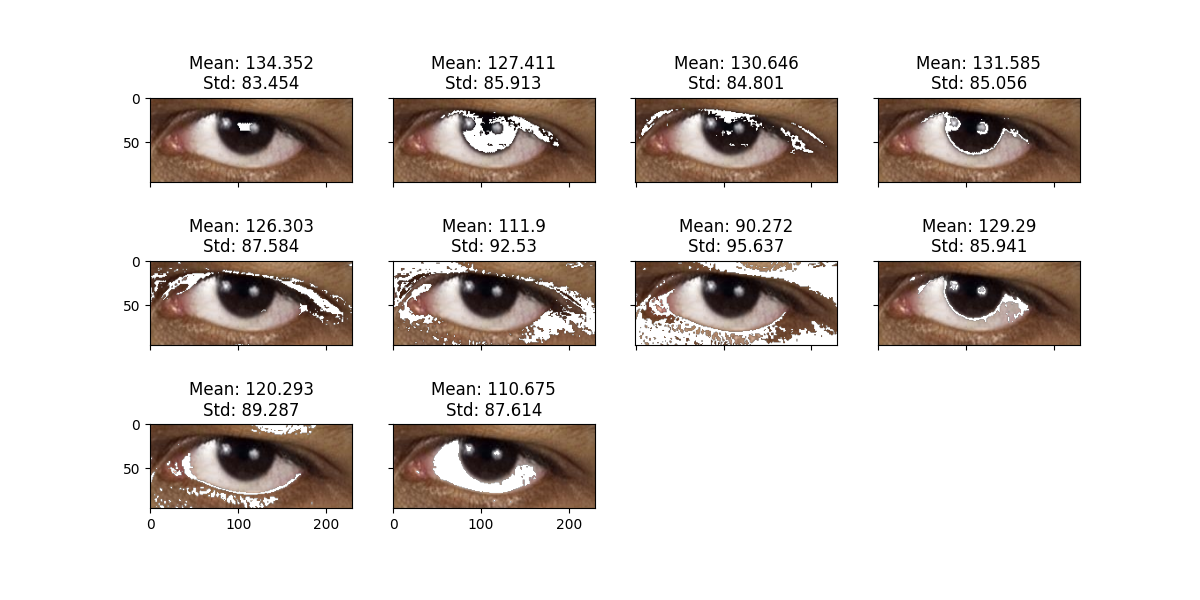 Mean: 134.352
Std: 83.454
Mean: 127.411
Std: 85.913
Mean: 130.646
Std: 84.801
Mean: 131.585
Std: 85.056
0
50
Mean: 126.303
Std: 87.584
Mean: 111.9
Std: 92.53
Mean: 90.272
Std: 95.637
Mean: 129.29
Std: 85.941
0
50
Mean: 120.293
Std: 89.287
Mean: 110.675
Std: 87.614
0
50
0 100 200
0 100 200